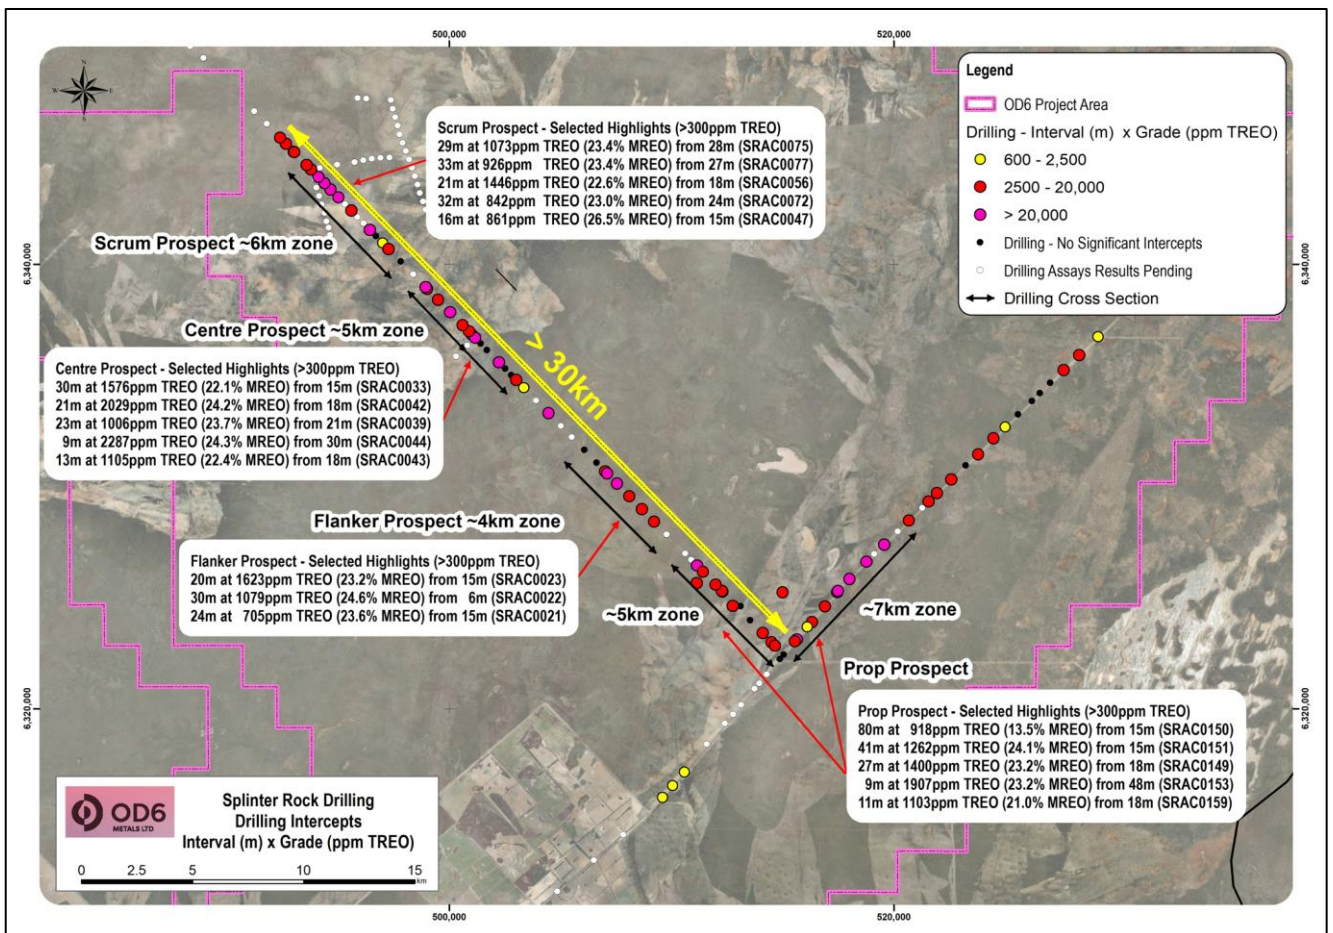 500,000
520,000
N
W
E
S
Legend
OD6 Project Area
Drilling - Interval (m) x Grade (ppm TREO)
600 - 2,500
2500 - 20,000
> 20,000
Drilling - No Significant Intercepts
Drilling Assays Results Pending
Drilling Cross Section
Scrum Prospect - Selected Highlights (>300ppm TREO)
29m at 1073ppm TREO (23.4% MREO) from 28m (SRAC0075)
33m at 926ppm TREO (23.4% MREO) from 27m (SRAC0077)
21m at 1446ppm TREO (22.6% MREO) from 18m (SRAC0056)
32m at 842ppm TREO (23.0% MREO) from 24m (SRAC0072)
16m at 861ppm TREO (26.5% MREO) from 15m (SRAC0047)
Scrum Prospect ~6km zone
6,340,000
6,340,000
Centre Prospect ~5km zone
> 30km
Centre Prospect - Selected Highlights (>300ppm TREO)
30m at 1576ppm TREO (22.1% MREO) from 15m (SRAC0033)
21m at 2029ppm TREO (24.2% MREO) from 18m (SRAC0042)
23m at 1006ppm TREO (23.7% MREO) from 21m (SRAC0039)
9m at 2287ppm TREO (24.3% MREO) from 30m (SRAC0044)
13m at 1105ppm TREO (22.4% MREO) from 18m (SRAC0043)
Flanker Prospect ~4km zone
Flanker Prospect - Selected Highlights (>300ppm TREO)
20m at 1623ppm TREO (23.2% MREO) from 15m (SRAC0023)
30m at 1079ppm TREO (24.6% MREO) from 6m (SRAC0022)
24m at 705ppm TREO (23.6% MREO) from 15m (SRAC0021)
~5km zone
~7km zone
Prop Prospect
Prop Prospect - Selected Highlights (>300ppm TREO)
80m at 918ppm TREO (13.5% MREO) from 15m (SRAC0150)
41m at 1262ppm TREO (24.1% MREO) from 15m (SRAC0151)
27m at 1400ppm TREO (23.2% MREO) from 18m (SRAC0149)
9m at 1907ppm TREO (23.2% MREO) from 48m (SRAC0153)
11m at 1103ppm TREO (21.0% MREO) from 18m (SRAC0159)
6,320,000
6,320,000
OD6
METALS LTD
Splinter Rock Drilling
Drilling Intercepts
Interval (m) x Grade (ppm TREO)
0 2.5 5 10 15
km
500,000
520,000